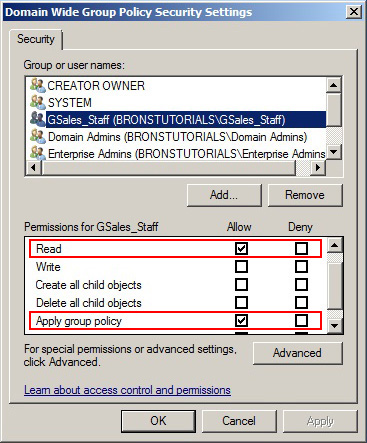 Domain Wide Group Policy Security Settings
Security
Group or user names:
CREATOR OWNER
SYSTEM
GSales_Staff (BRONSTUTORIALS\GSales_Staff)
Domain Admins (BRONSTUTORIALS\Domain Admins)
Enterprise Admins (BRONSTUTORIALS\Enterprise Admins
Add... Remove
Permissions for GSales_Staff Allow Deny
Read
Write
Create all child objects
Delete all child objects
Apply group policy
For special permissions or advanced settings,
click Advanced.
Advanced
Learn about access control and permissions
OK Cancel Apply